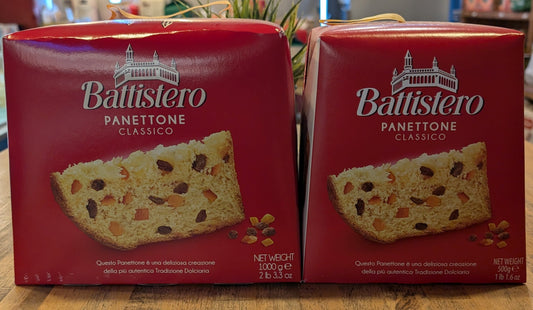 Battistero
PANETTONE
CLASSICO
Questo Panettone è una deliziosa creazione
della più autentica Tradizione Dolciaria
NET WEIGHT
1.000 g e
2 lb 3.3 oz
Battistero
PANETTONE
CLASSICO
Questo Panettone è una deliziosa creazione
della più autentica Tradizione Dolciaria
NET WEIGHT
500g e
1 lb 1.6 oz